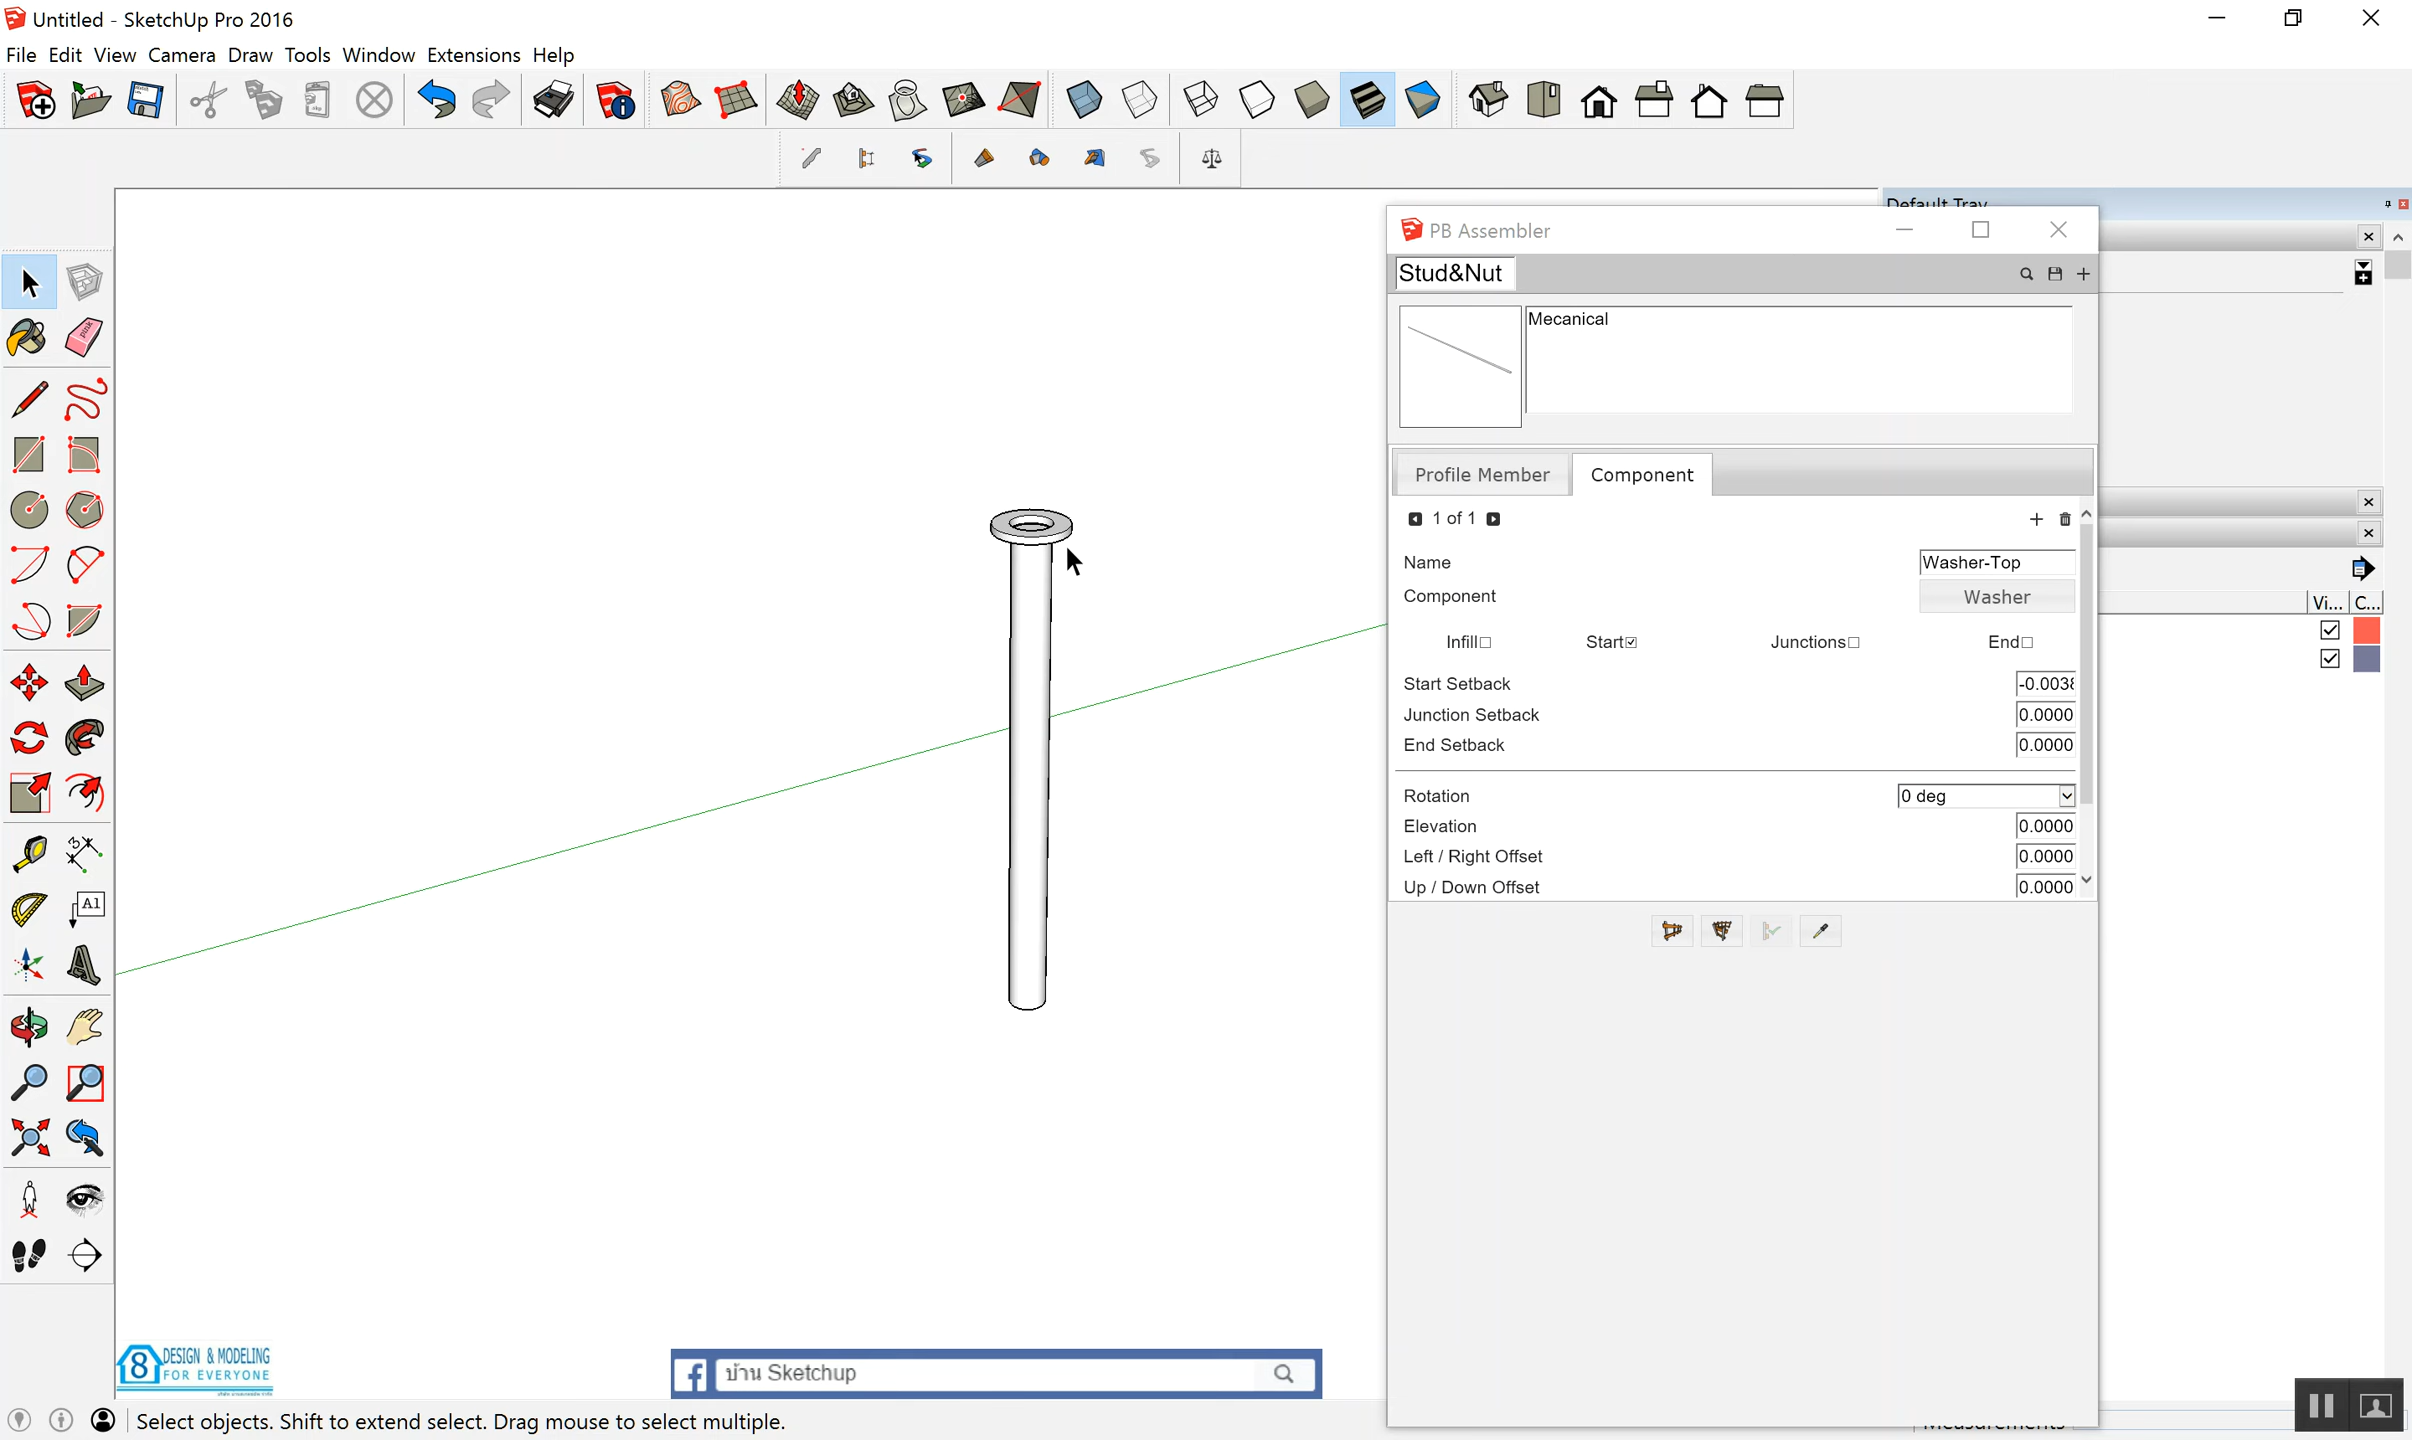 Untitled - SketchUp Pro 2016
File Edit View Camera Draw Tools Window Extensions Help
Default Tray
PB Assembler
Stud&Nut
Mecanical
Profile Member Component
1 of 1
Name Washer-Top
Component Washer
Infill Start Junctions End
Start Setback -0.0038
Junction Setback 0.0000
End Setback 0.0000
Rotation 0 deg
Elevation 0.0000
Left / Right Offset 0.0000
Up / Down Offset 0.0000
Vi... C...
pink
3
A1
A
8 DESIGN & MODELING
FOR EVERYONE
f บ้าน Sketchup
Select objects. Shift to extend select. Drag mouse to select multiple.
Measurements